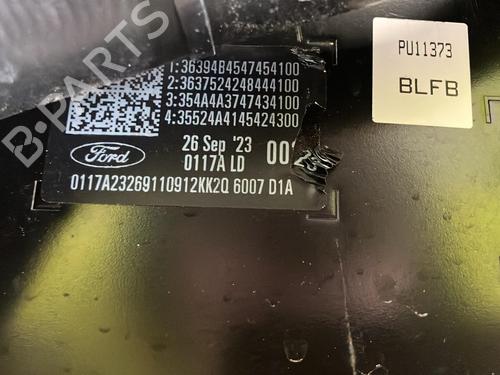 1:36394B4547454100
2:3637524248444100
3:354A4A3747434100
4:35524A4145424300
Ford
26 Sep '23
0117A LD
00
0117A23269110912KK2Q 6007 D1A
PU11373
BLFB
B-PARTS